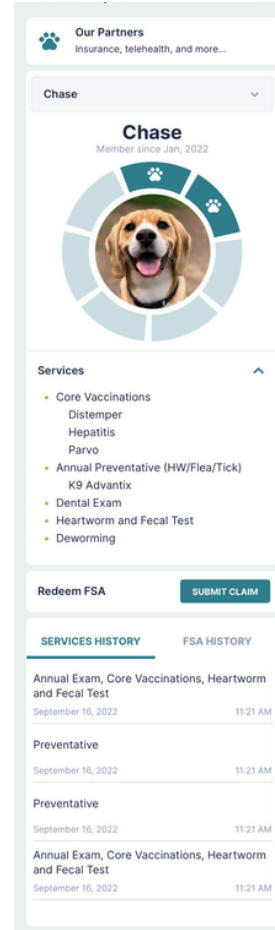 Our Partners
Insurance, telehealth, and more...
Chase
Chase
Member since Jan, 2022
Services
Core Vaccinations
Distemper
Hepatitis
Parvo
Annual Preventative (HW/Flea/Tick)
K9 Advantix
Dental Exam
Heartworm and Fecal Test
Deworming
Redeem FSA
SUBMIT CLAIM
SERVICES HISTORY
FSA HISTORY
Annual Exam, Core Vaccinations, Heartworm
and Fecal Test
September 16, 2022
11:21 AM
Preventative
September 16, 2022
11:21 AM
Preventative
September 16, 2022
11:21 AM
Annual Exam, Core Vaccinations, Heartworm
and Fecal Test
September 16, 2022
11:21 AM